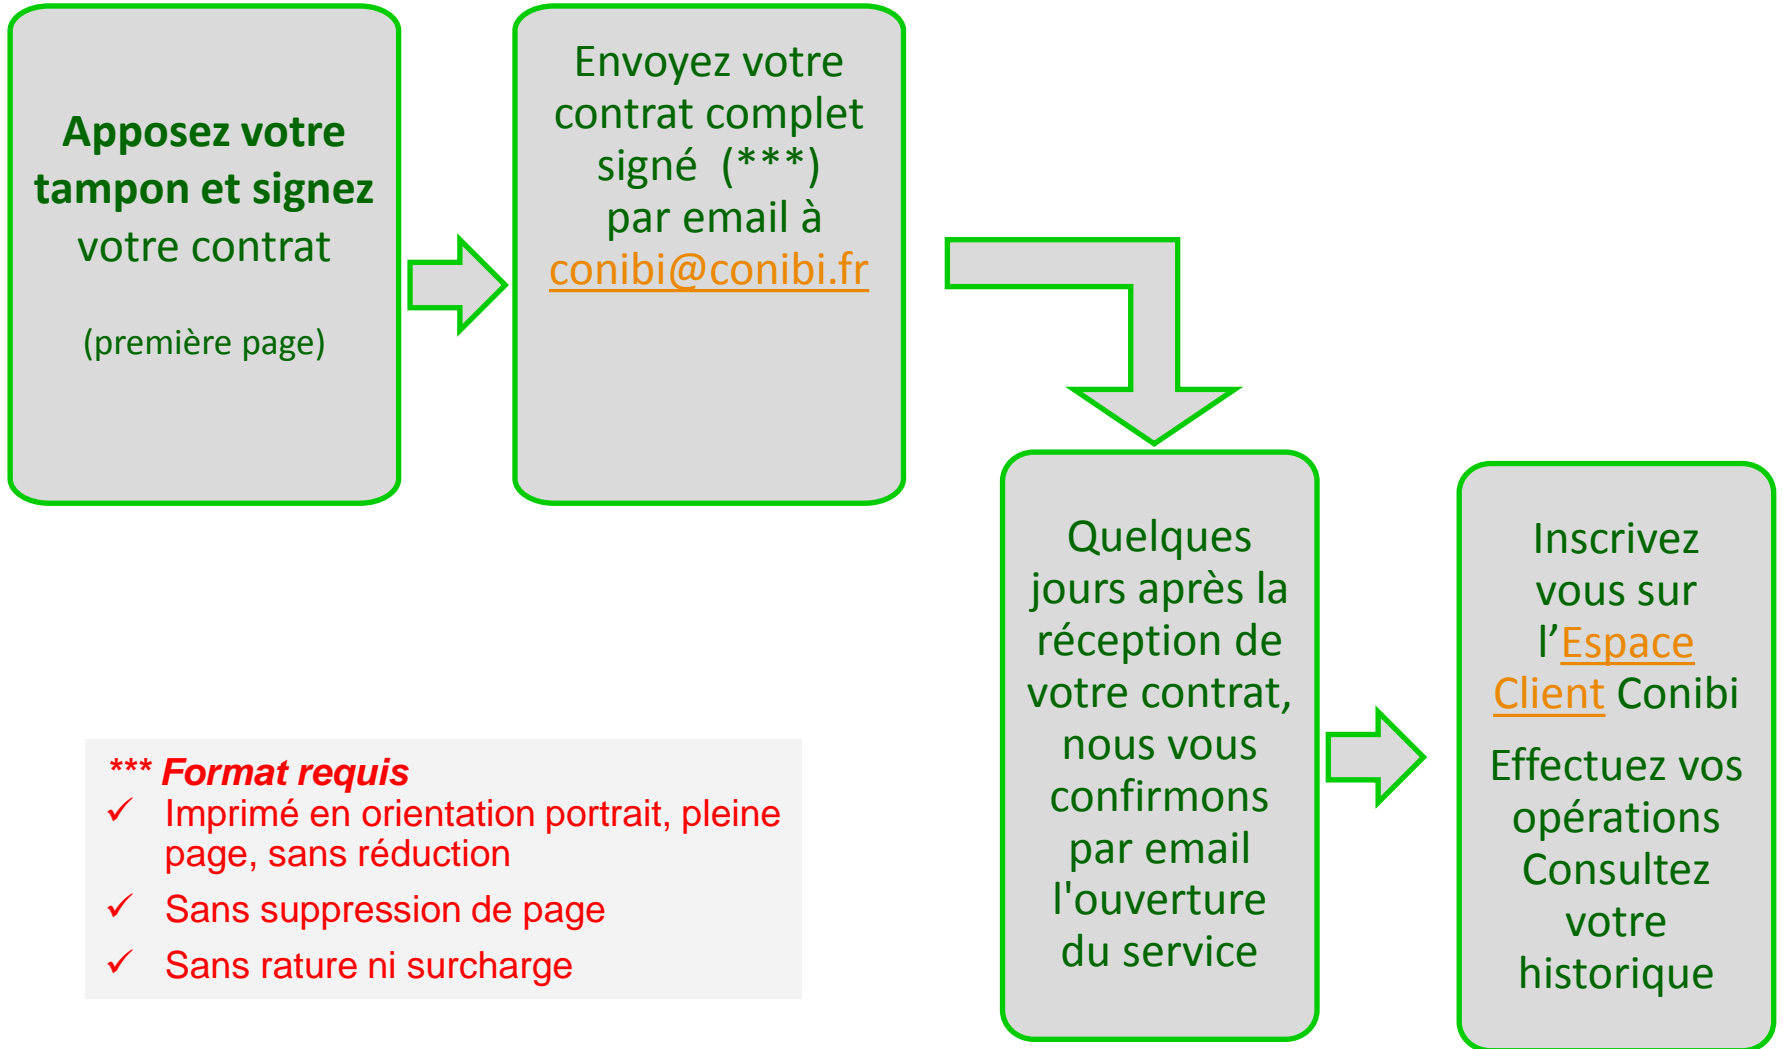 Apposez votre
tampon et signez
votre contrat
(première page)
Envoyez votre
contrat complet
signé (***)
par email à
conibi@conibi.fr
Quelques
jours après la
réception de
votre contrat,
nous vous
confirmons
par email
l'ouverture
du service
Inscrivez
vous sur
l’Espace
Client Conibi
Effectuez vos
opérations
Consultez
votre
historique
*** Format requis
✓ Imprimé en orientation portrait, pleine
page, sans réduction
✓ Sans suppression de page
✓ Sans rature ni surcharge